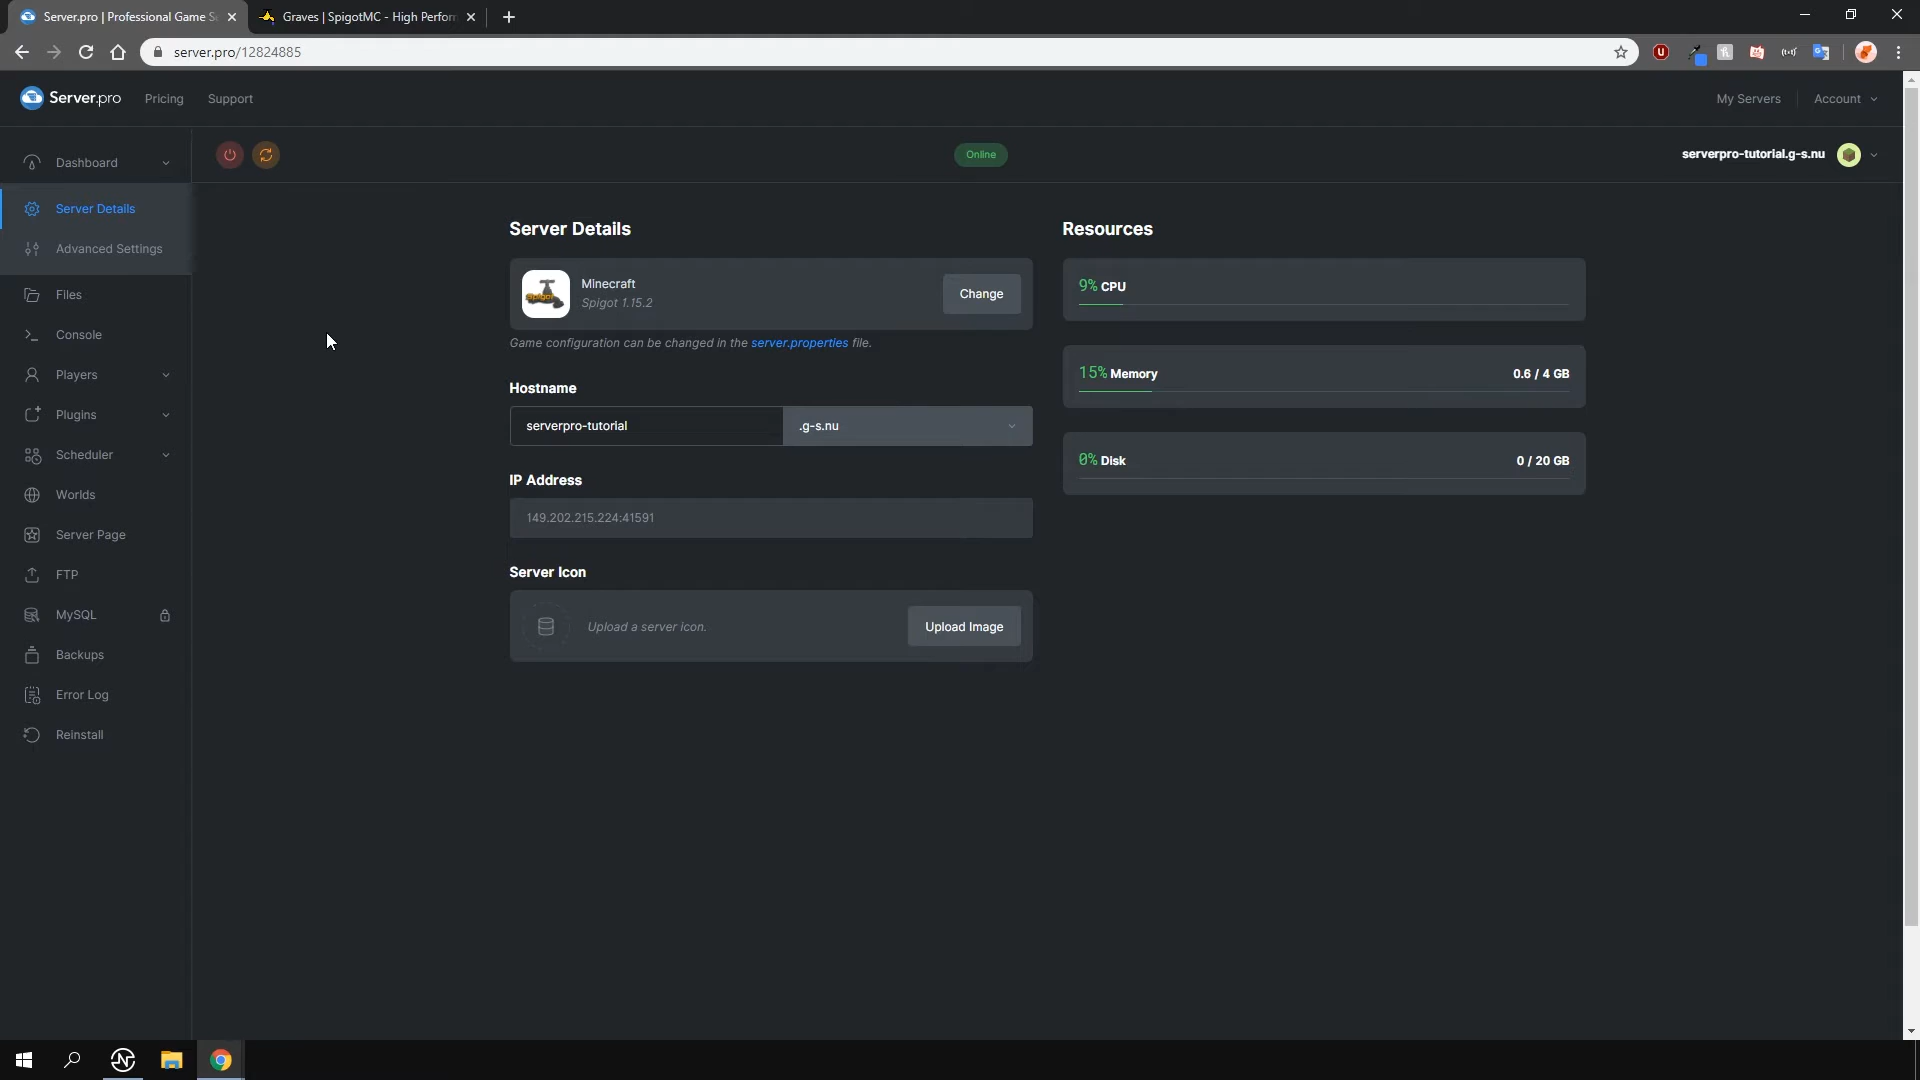 Server.pro | Professional Game S
Graves | SpigotMC - High Perform
server.pro/12824885
Server.pro
Pricing
Support
My Servers
Account
Dashboard
Online
serverpro-tutorial.g-s.nu
Server Details
Advanced Settings
Files
Console
Players
Plugins
Scheduler
Worlds
Server Page
FTP
MySQL
Backups
Error Log
Reinstall
Server Details
Minecraft
Spigot 1.15.2
Change
Game configuration can be changed in the server.properties file.
Hostname
serverpro-tutorial
.g-s.nu
IP Address
149.202.215.224:41591
Server Icon
Upload a server icon.
Upload Image
Resources
9% CPU
15% Memory
0.6 / 4 GB
0% Disk
0 / 20 GB